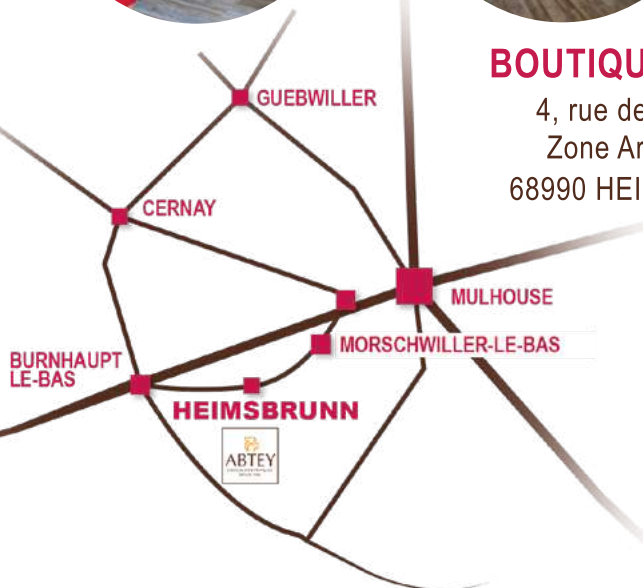 BOUTIQU
4, rue de
Zone Ar
68990 HEI
GUEBWILLER
CERNAY
MULHOUSE
MORSCHWILLER-LE-BAS
BURNHAUPT
LE-BAS
HEIMSBRUNN
ABTEY